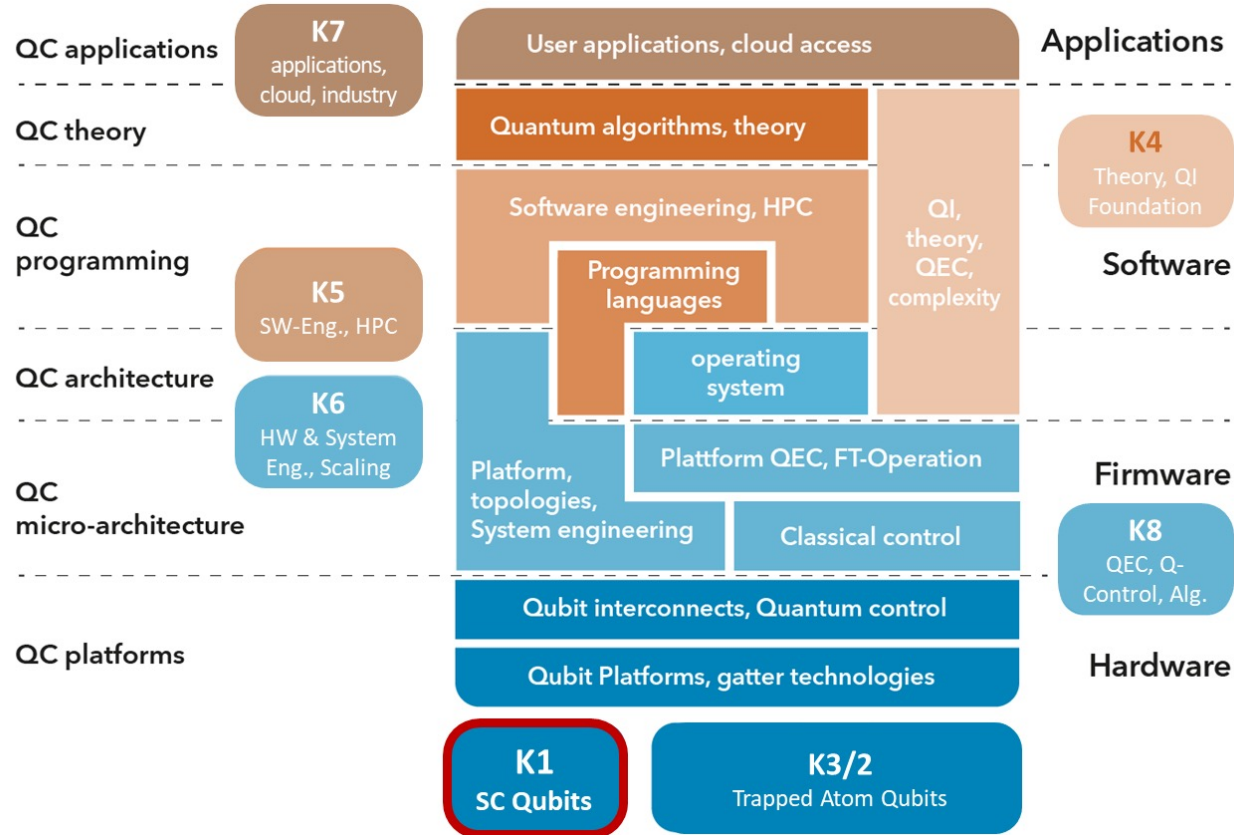 QC applications
K7
applications,
cloud, industry
User applications, cloud access
Applications
QC theory
Quantum algorithms, theory
K4
Theory, QI
Foundation
QC
programming
Software engineering, HPC
QI,
theory,
QEC,
complexity
Software
K5
SW-Eng., HPC
Programming
languages
QC architecture
operating
system
K6
HW & System
Eng., Scaling
QC
micro-architecture
Platform,
topologies,
System engineering
Plattform QEC, FT-Operation
Classical control
Firmware
K8
QEC, Q-
Control, Alg.
QC platforms
Qubit interconnects, Quantum control
Qubit Platforms, gatter technologies
Hardware
K1
SC Qubits
K3/2
Trapped Atom Qubits